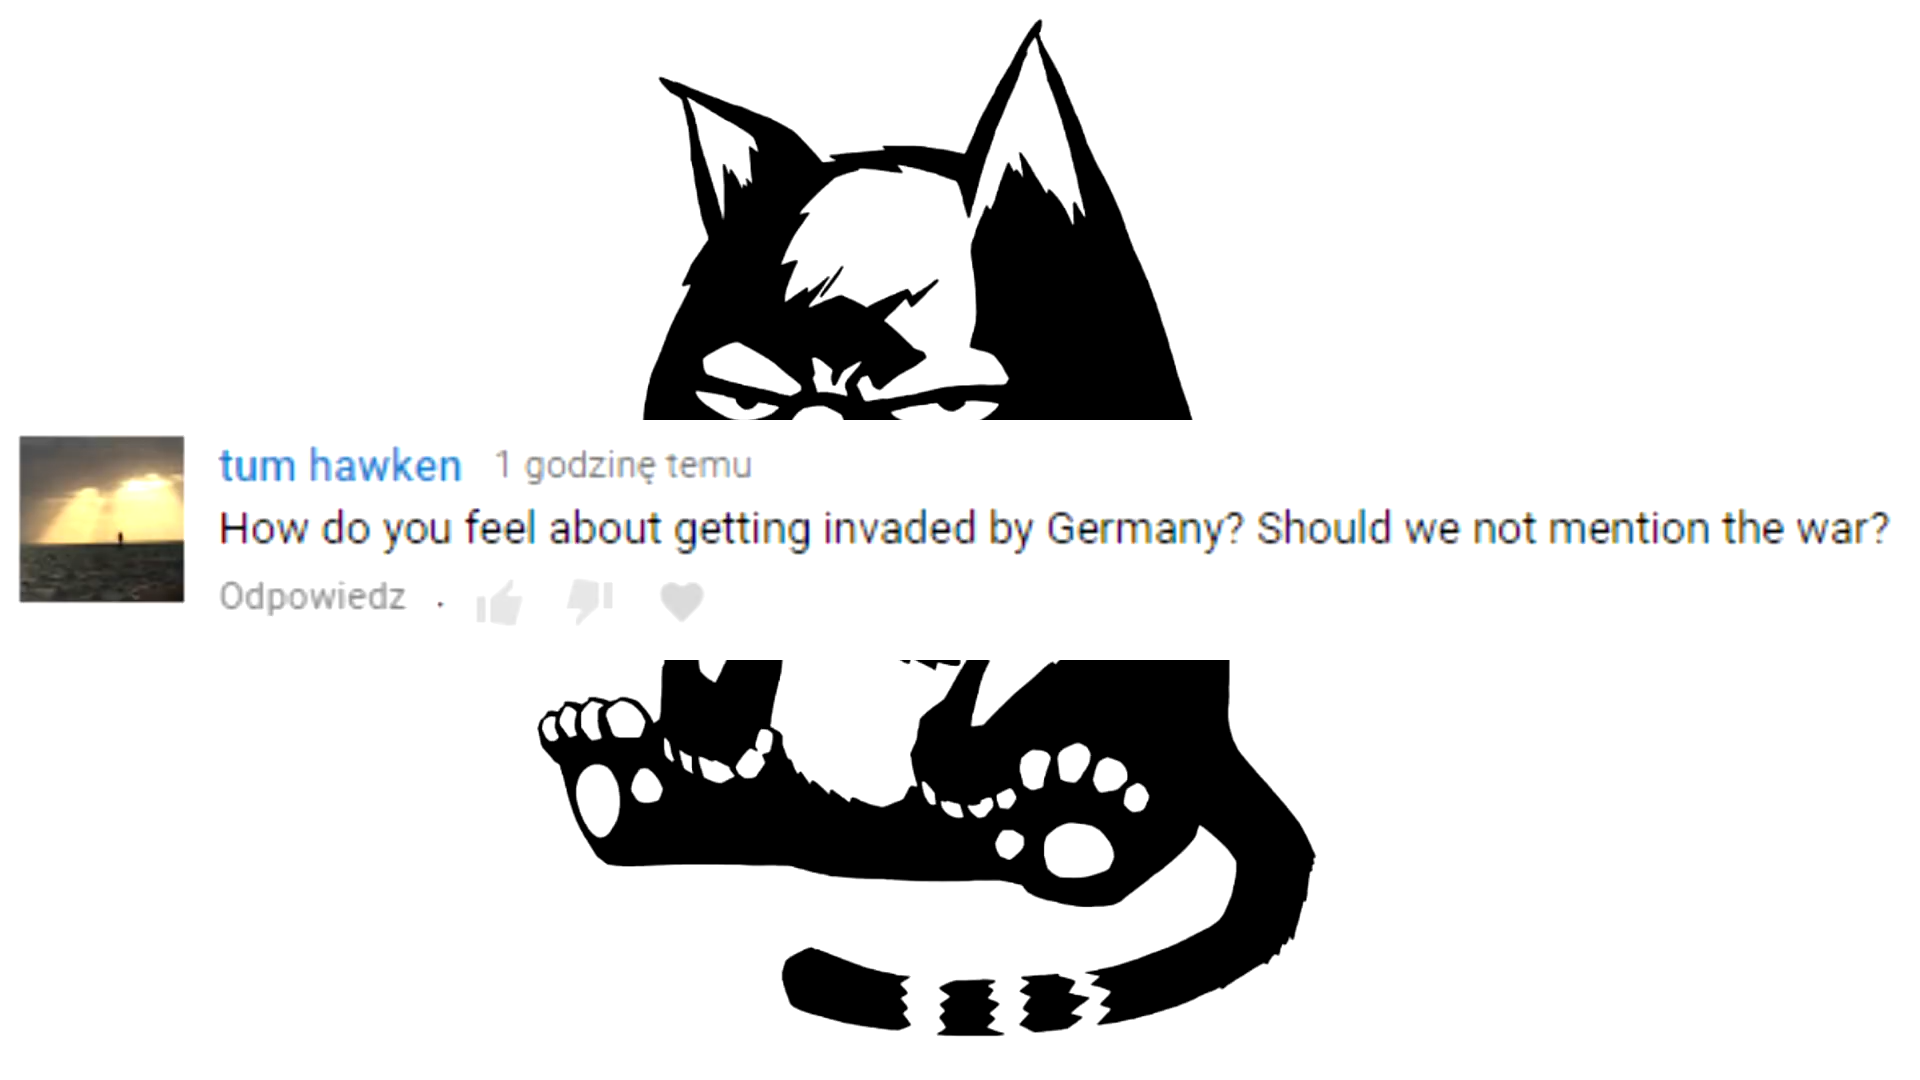 tum hawken 1 godzinę temu
How do you feel about getting invaded by Germany? Should we not mention the war?
Odpowiedz .